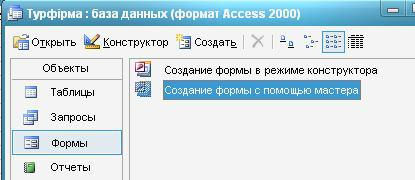 Турфірма : база данных (формат Access 2000)
Открыть Конструктор Создать
Объекты
Таблицы
Запросы
Формы
Отчеты
Создание формы в режиме конструктора
Создание формы с помощью мастера